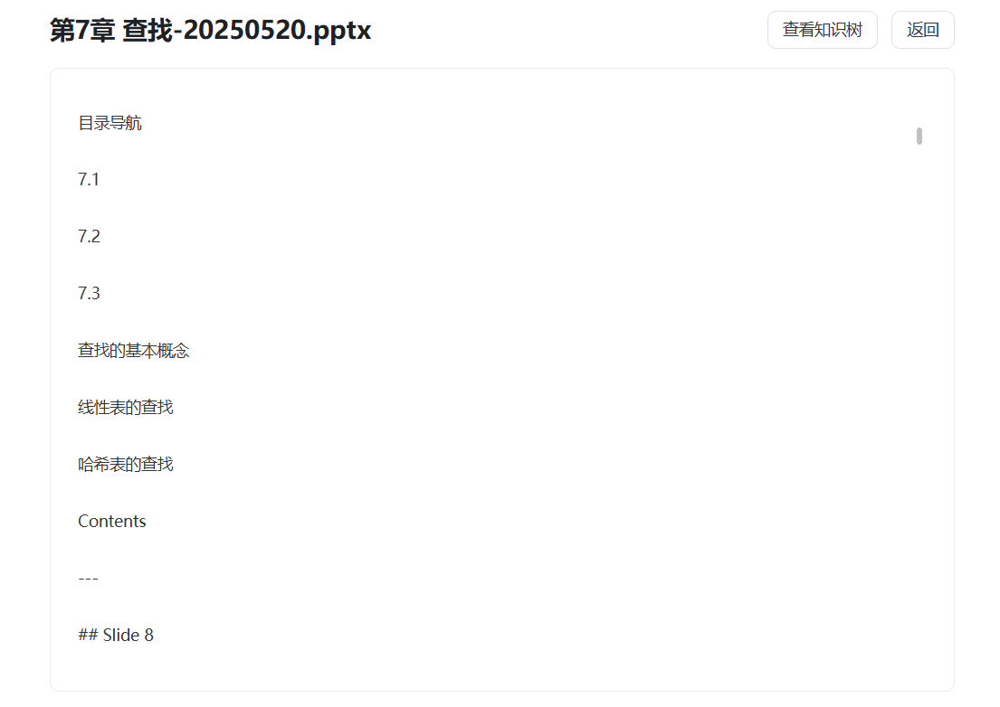 第7章 查找-20250520.pptx
查看知识树
返回
目录导航
7.1
7.2
7.3
查找的基本概念
线性表的查找
哈希表的查找
Contents
---
## Slide 8